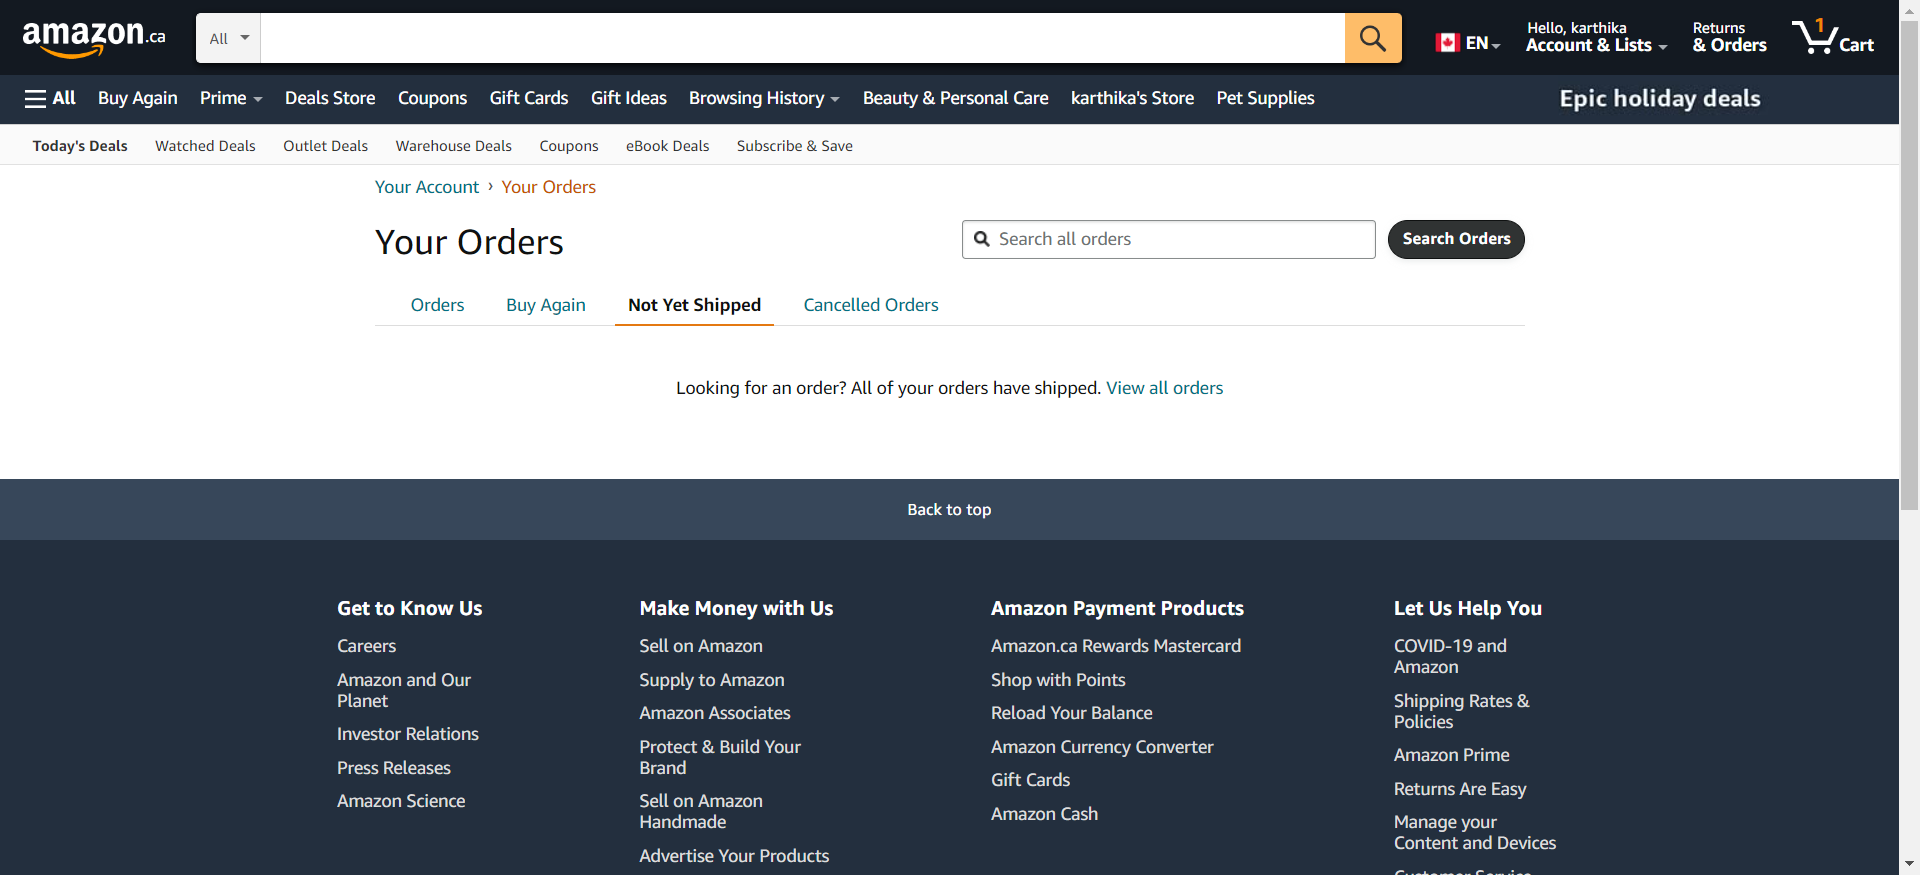 amazon.ca
All
EN
Hello, karthika
Account & Lists
Returns
& Orders
1
Cart
All
Buy Again
Prime
Deals Store
Coupons
Gift Cards
Gift Ideas
Browsing History
Beauty & Personal Care
karthika's Store
Pet Supplies
Epic holiday deals
Today's Deals
Watched Deals
Outlet Deals
Warehouse Deals
Coupons
eBook Deals
Subscribe & Save
Your Account › Your Orders
Your Orders
Search all orders
Search Orders
Orders
Buy Again
Not Yet Shipped
Cancelled Orders
Looking for an order? All of your orders have shipped. View all orders
Back to top
Get to Know Us
Careers
Amazon and Our
Planet
Investor Relations
Press Releases
Amazon Science
Make Money with Us
Sell on Amazon
Supply to Amazon
Amazon Associates
Protect & Build Your
Brand
Sell on Amazon
Handmade
Advertise Your Products
Amazon Payment Products
Amazon.ca Rewards Mastercard
Shop with Points
Reload Your Balance
Amazon Currency Converter
Gift Cards
Amazon Cash
Let Us Help You
COVID-19 and
Amazon
Shipping Rates &
Policies
Amazon Prime
Returns Are Easy
Manage your
Content and Devices